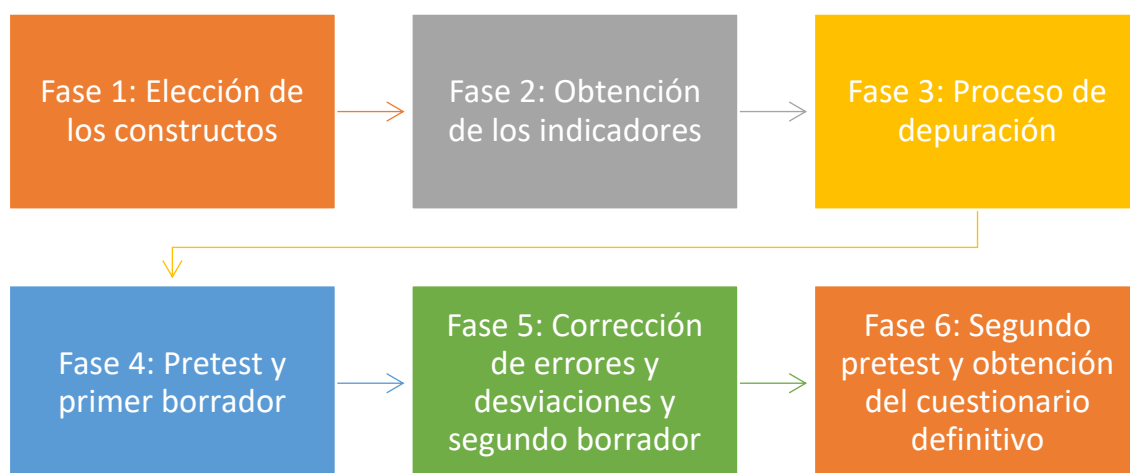 Fase 1: Elección de
los constructos
Fase 2: Obtención
de los indicadores
Fase 3: Proceso de
depuración
Fase 4: Pretest y
primer borrador
Fase 5: Corrección
de errores y
desviaciones y
segundo borrador
Fase 6: Segundo
pretest y obtención
del cuestionario
definitivo